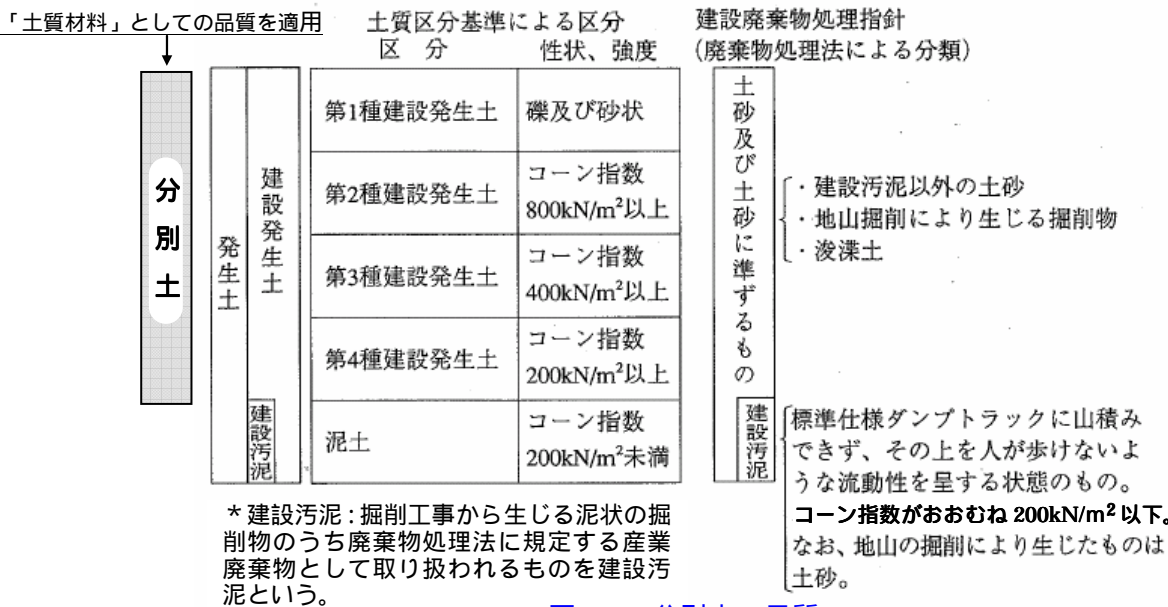 「土質材料」としての品質を適用
土質区分基準による区分
区 分
性状、強度
建設廃棄物処理指針
(廃棄物処理法による分類)
分別土
発生土
建設発生土
建設汚泥
第1種建設発生土
礫及び砂状
第2種建設発生土
コーン指数
800kN/m²以上
第3種建設発生土
コーン指数
400kN/m²以上
第4種建設発生土
コーン指数
200kN/m²以上
泥土
コーン指数
200kN/m²未満
土砂及び土砂に準ずるもの
建設汚泥
・建設汚泥以外の土砂
・地山掘削により生じる掘削物
・浚渫土
標準仕様ダンプトラックに山積み
できず、その上を人が歩けないよ
うな流動性を呈する状態のもの。
コーン指数がおおむね 200kN/m² 以下。
なお、地山の掘削により生じたものは
土砂。
*建設汚泥:掘削工事から生じる泥状の掘
削物のうち廃棄物処理法に規定する産業
廃棄物として取り扱われるものを建設汚
泥という。